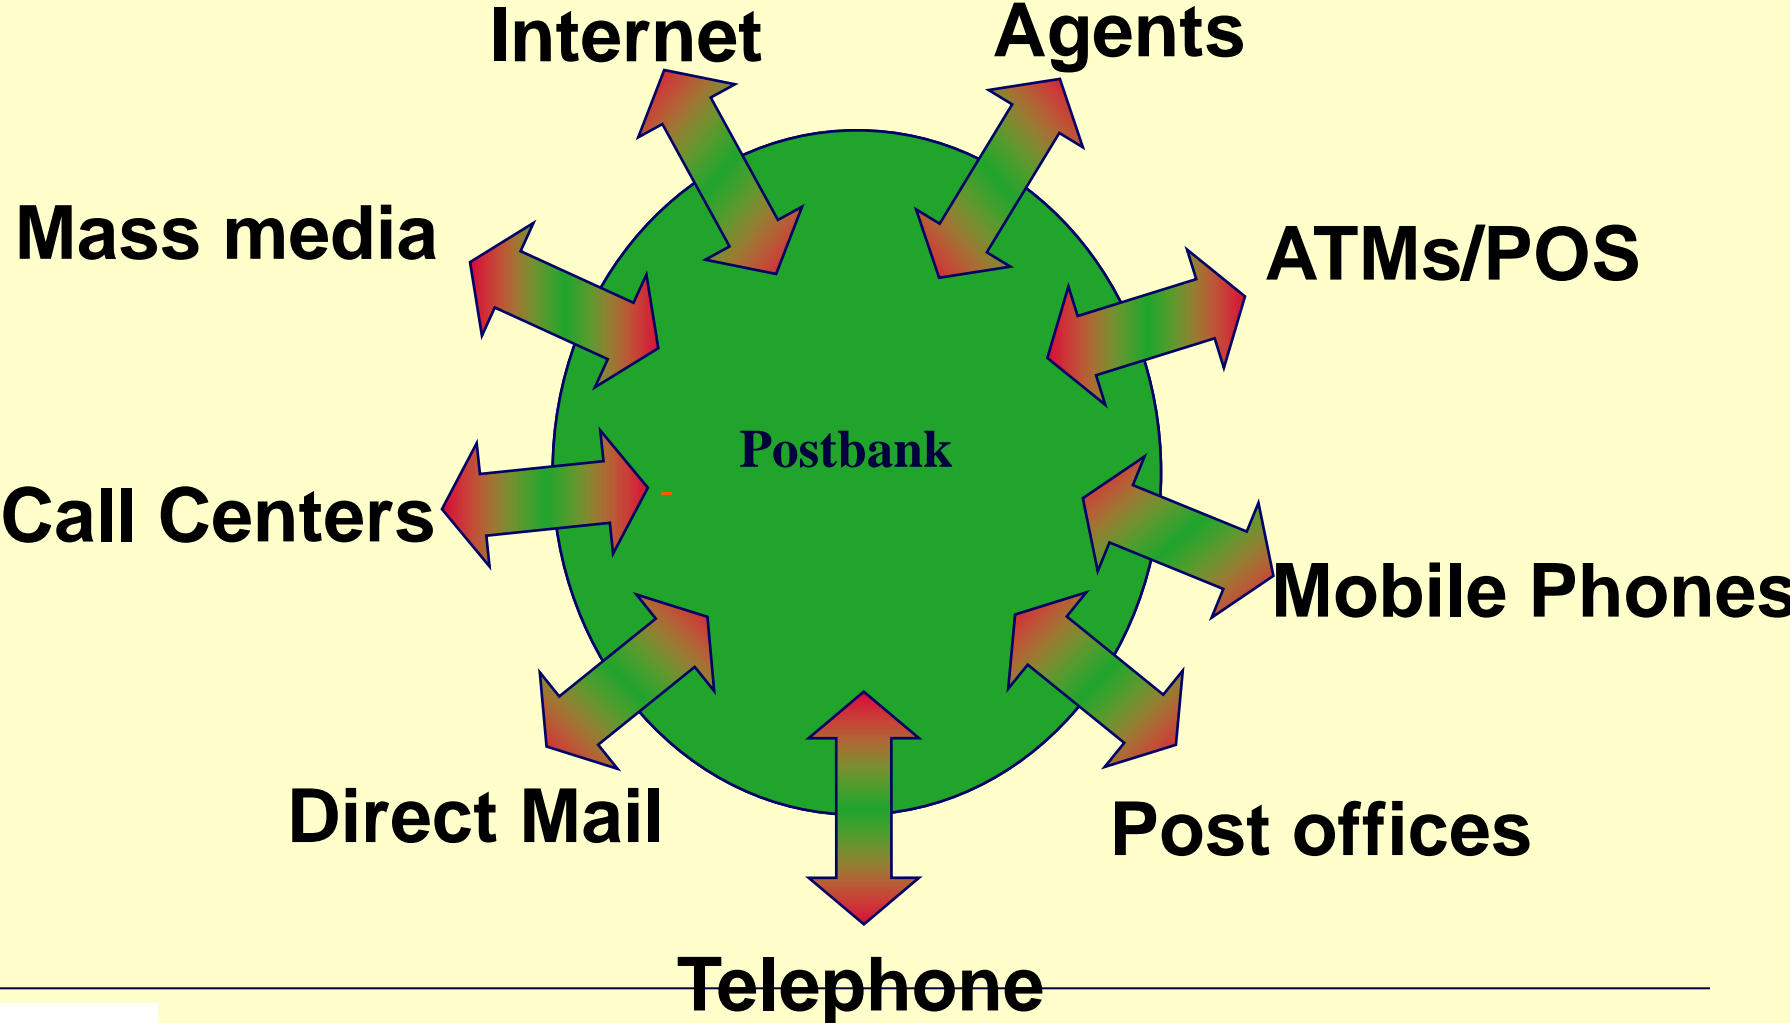 Internet
Agents
Mass media
ATMs/POS
Postbank
-
Call Centers
Mobile Phones
Direct Mail
Post offices
Telephone